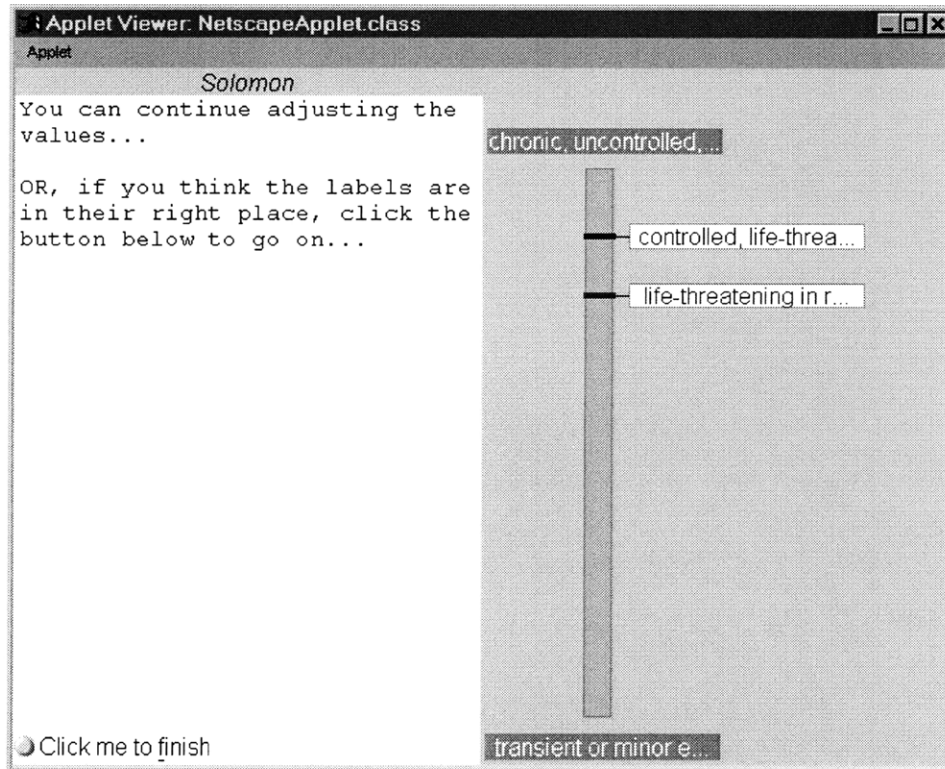 Applet Viewer: NetscapeApplet.class
Applet
Solomon
You can continue adjusting the
values...
OR, if you think the labels are
in their right place, click the
button below to go on...
chronic, uncontrolled,...
controlled, life-threa...
life-threatening in r...
Click me to finish
transient or minor e...